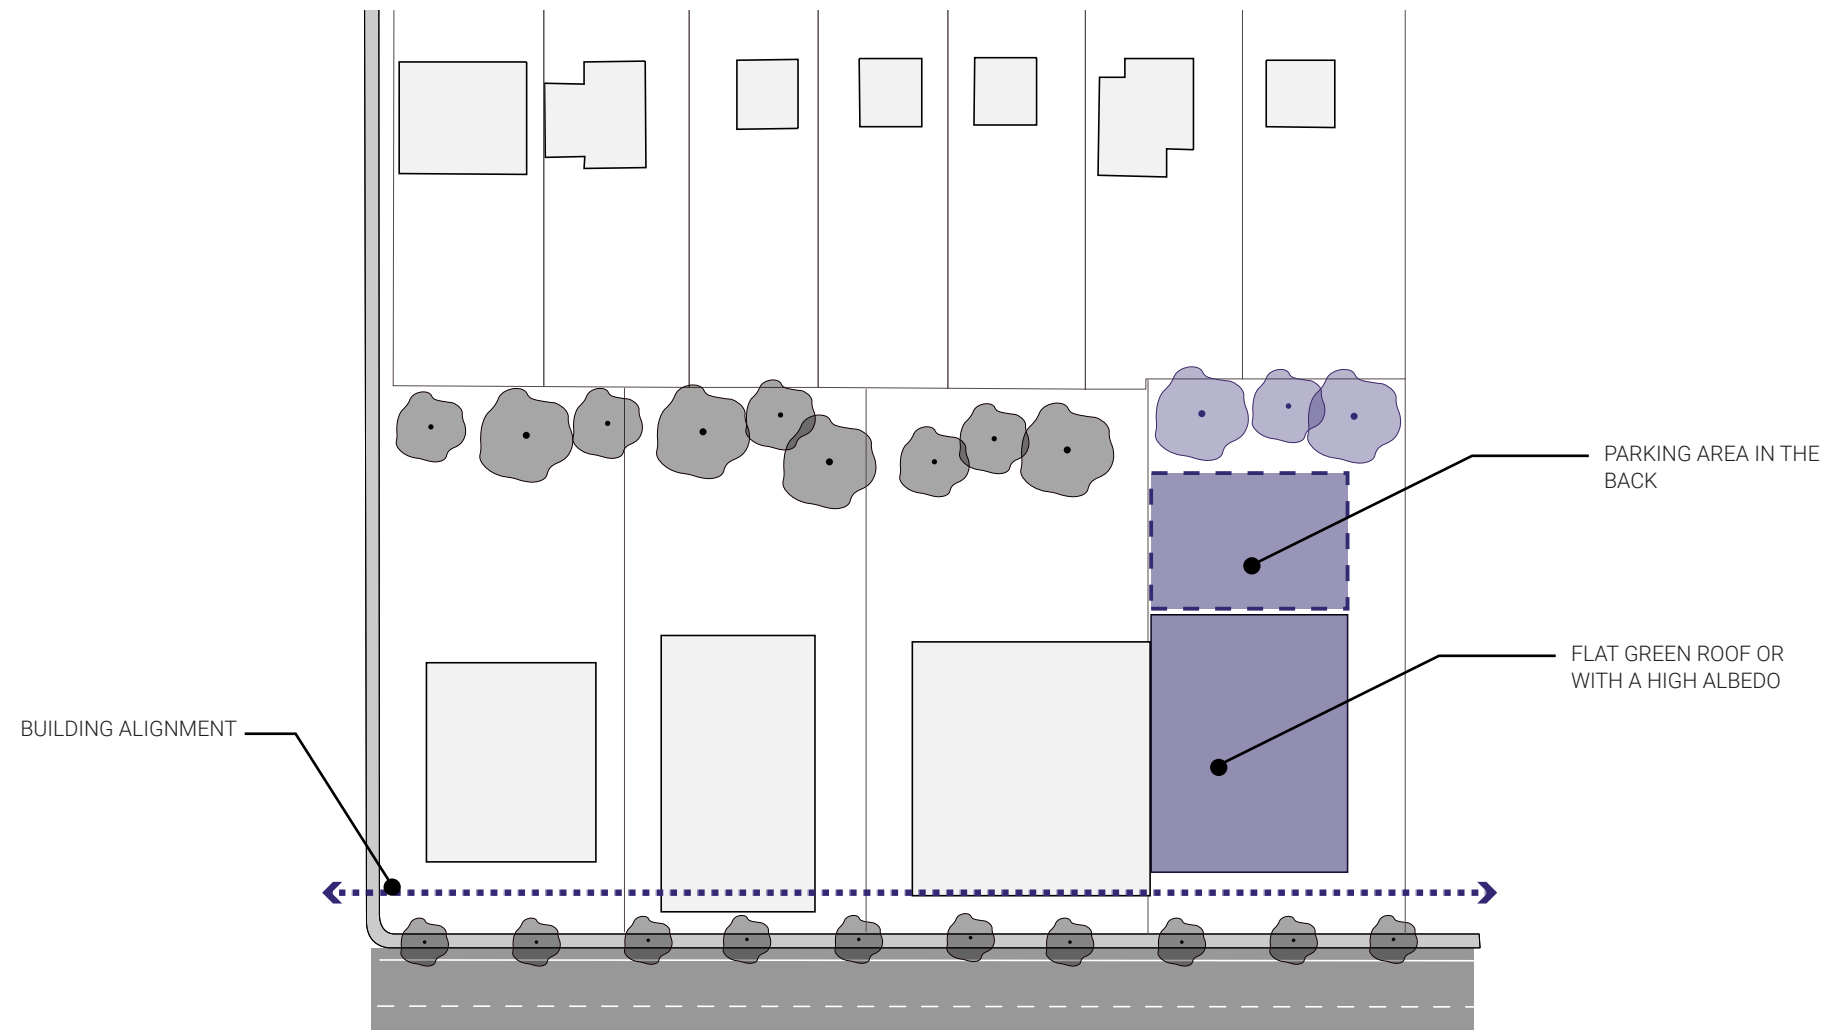 PARKING AREA IN THE
BACK
FLAT GREEN ROOF OR
WITH A HIGH ALBEDO
BUILDING ALIGNMENT